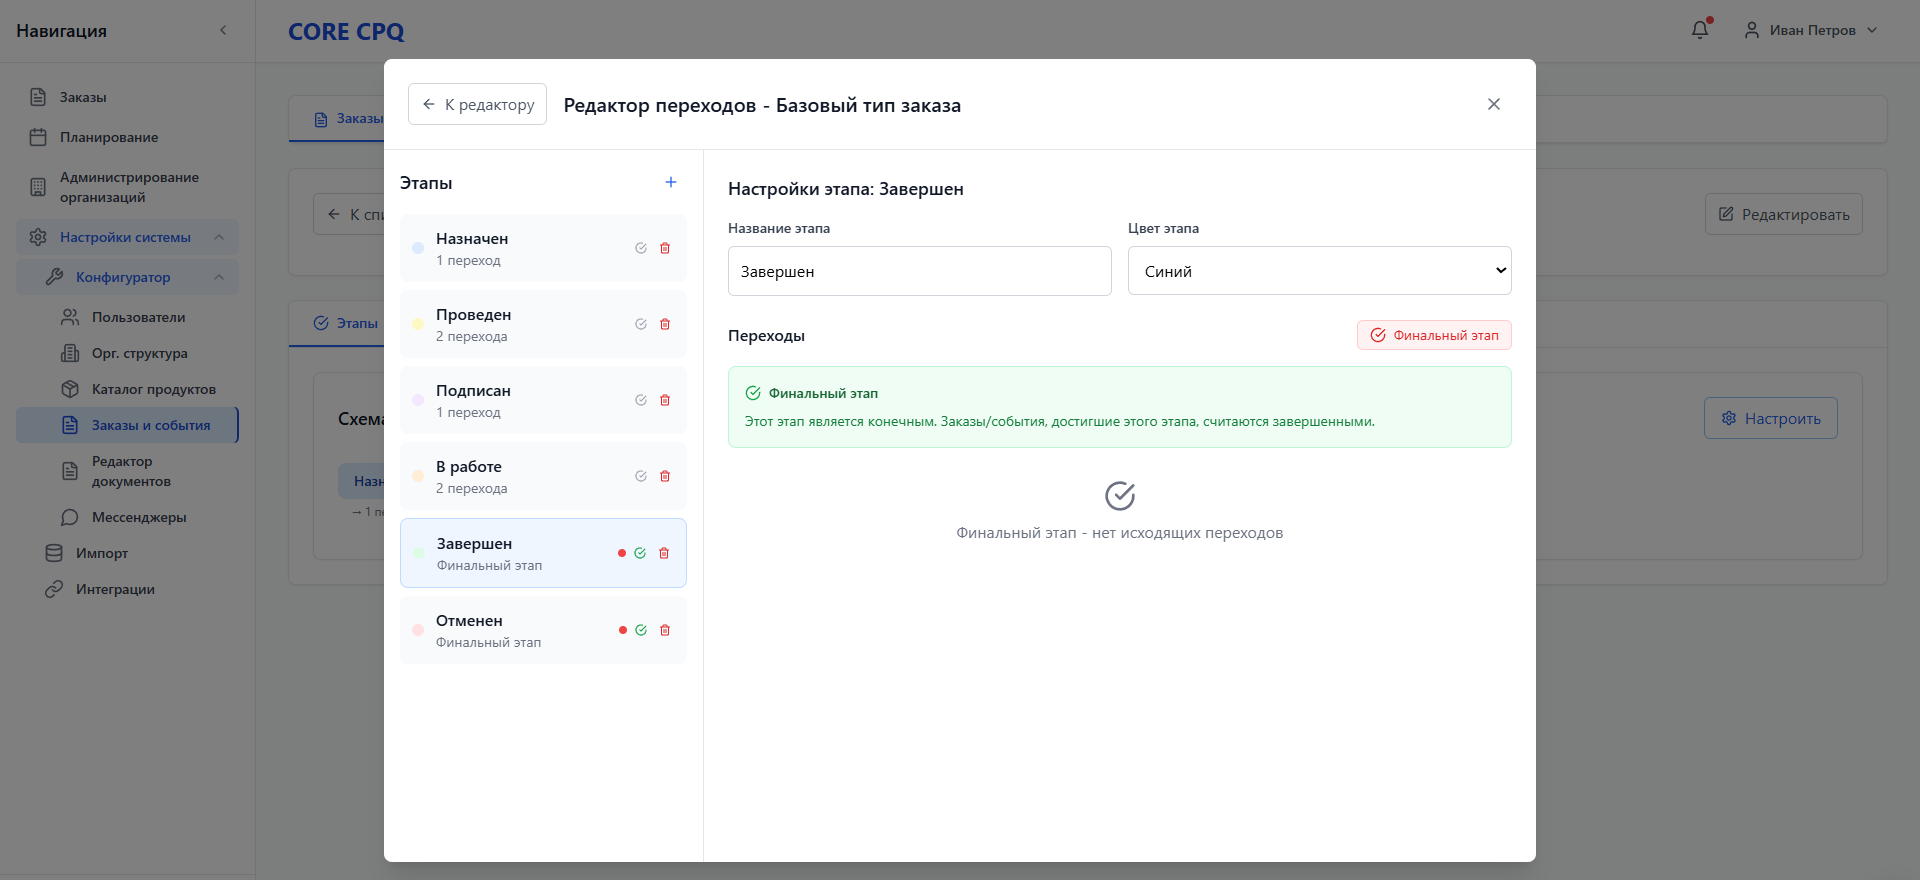 Навигация
CORE CPQ
Иван Петров
Заказы
Планирование
Администрирование
организаций
Настройки системы
Конфигуратор
Пользователи
Орг. структура
Каталог продуктов
Заказы и события
Редактор
документов
Мессенджеры
Импорт
Интеграции
Заказы
К
Редактировать
Этапы
Настроить
→ 1
К редактору
Редактор переходов - Базовый тип заказа
Этапы
Назначен
1 переход
Проведен
2 перехода
Подписан
1 переход
В работе
2 перехода
Завершен
Финальный этап
Отменен
Финальный этап
Настройки этапа: Завершен
Название этапа
Цвет этапа
Завершен
Синий
Переходы
Финальный этап
Финальный этап
Этот этап является конечным. Заказы/события, достигшие этого этапа, считаются завершенными.
Финальный этап - нет исходящих переходов